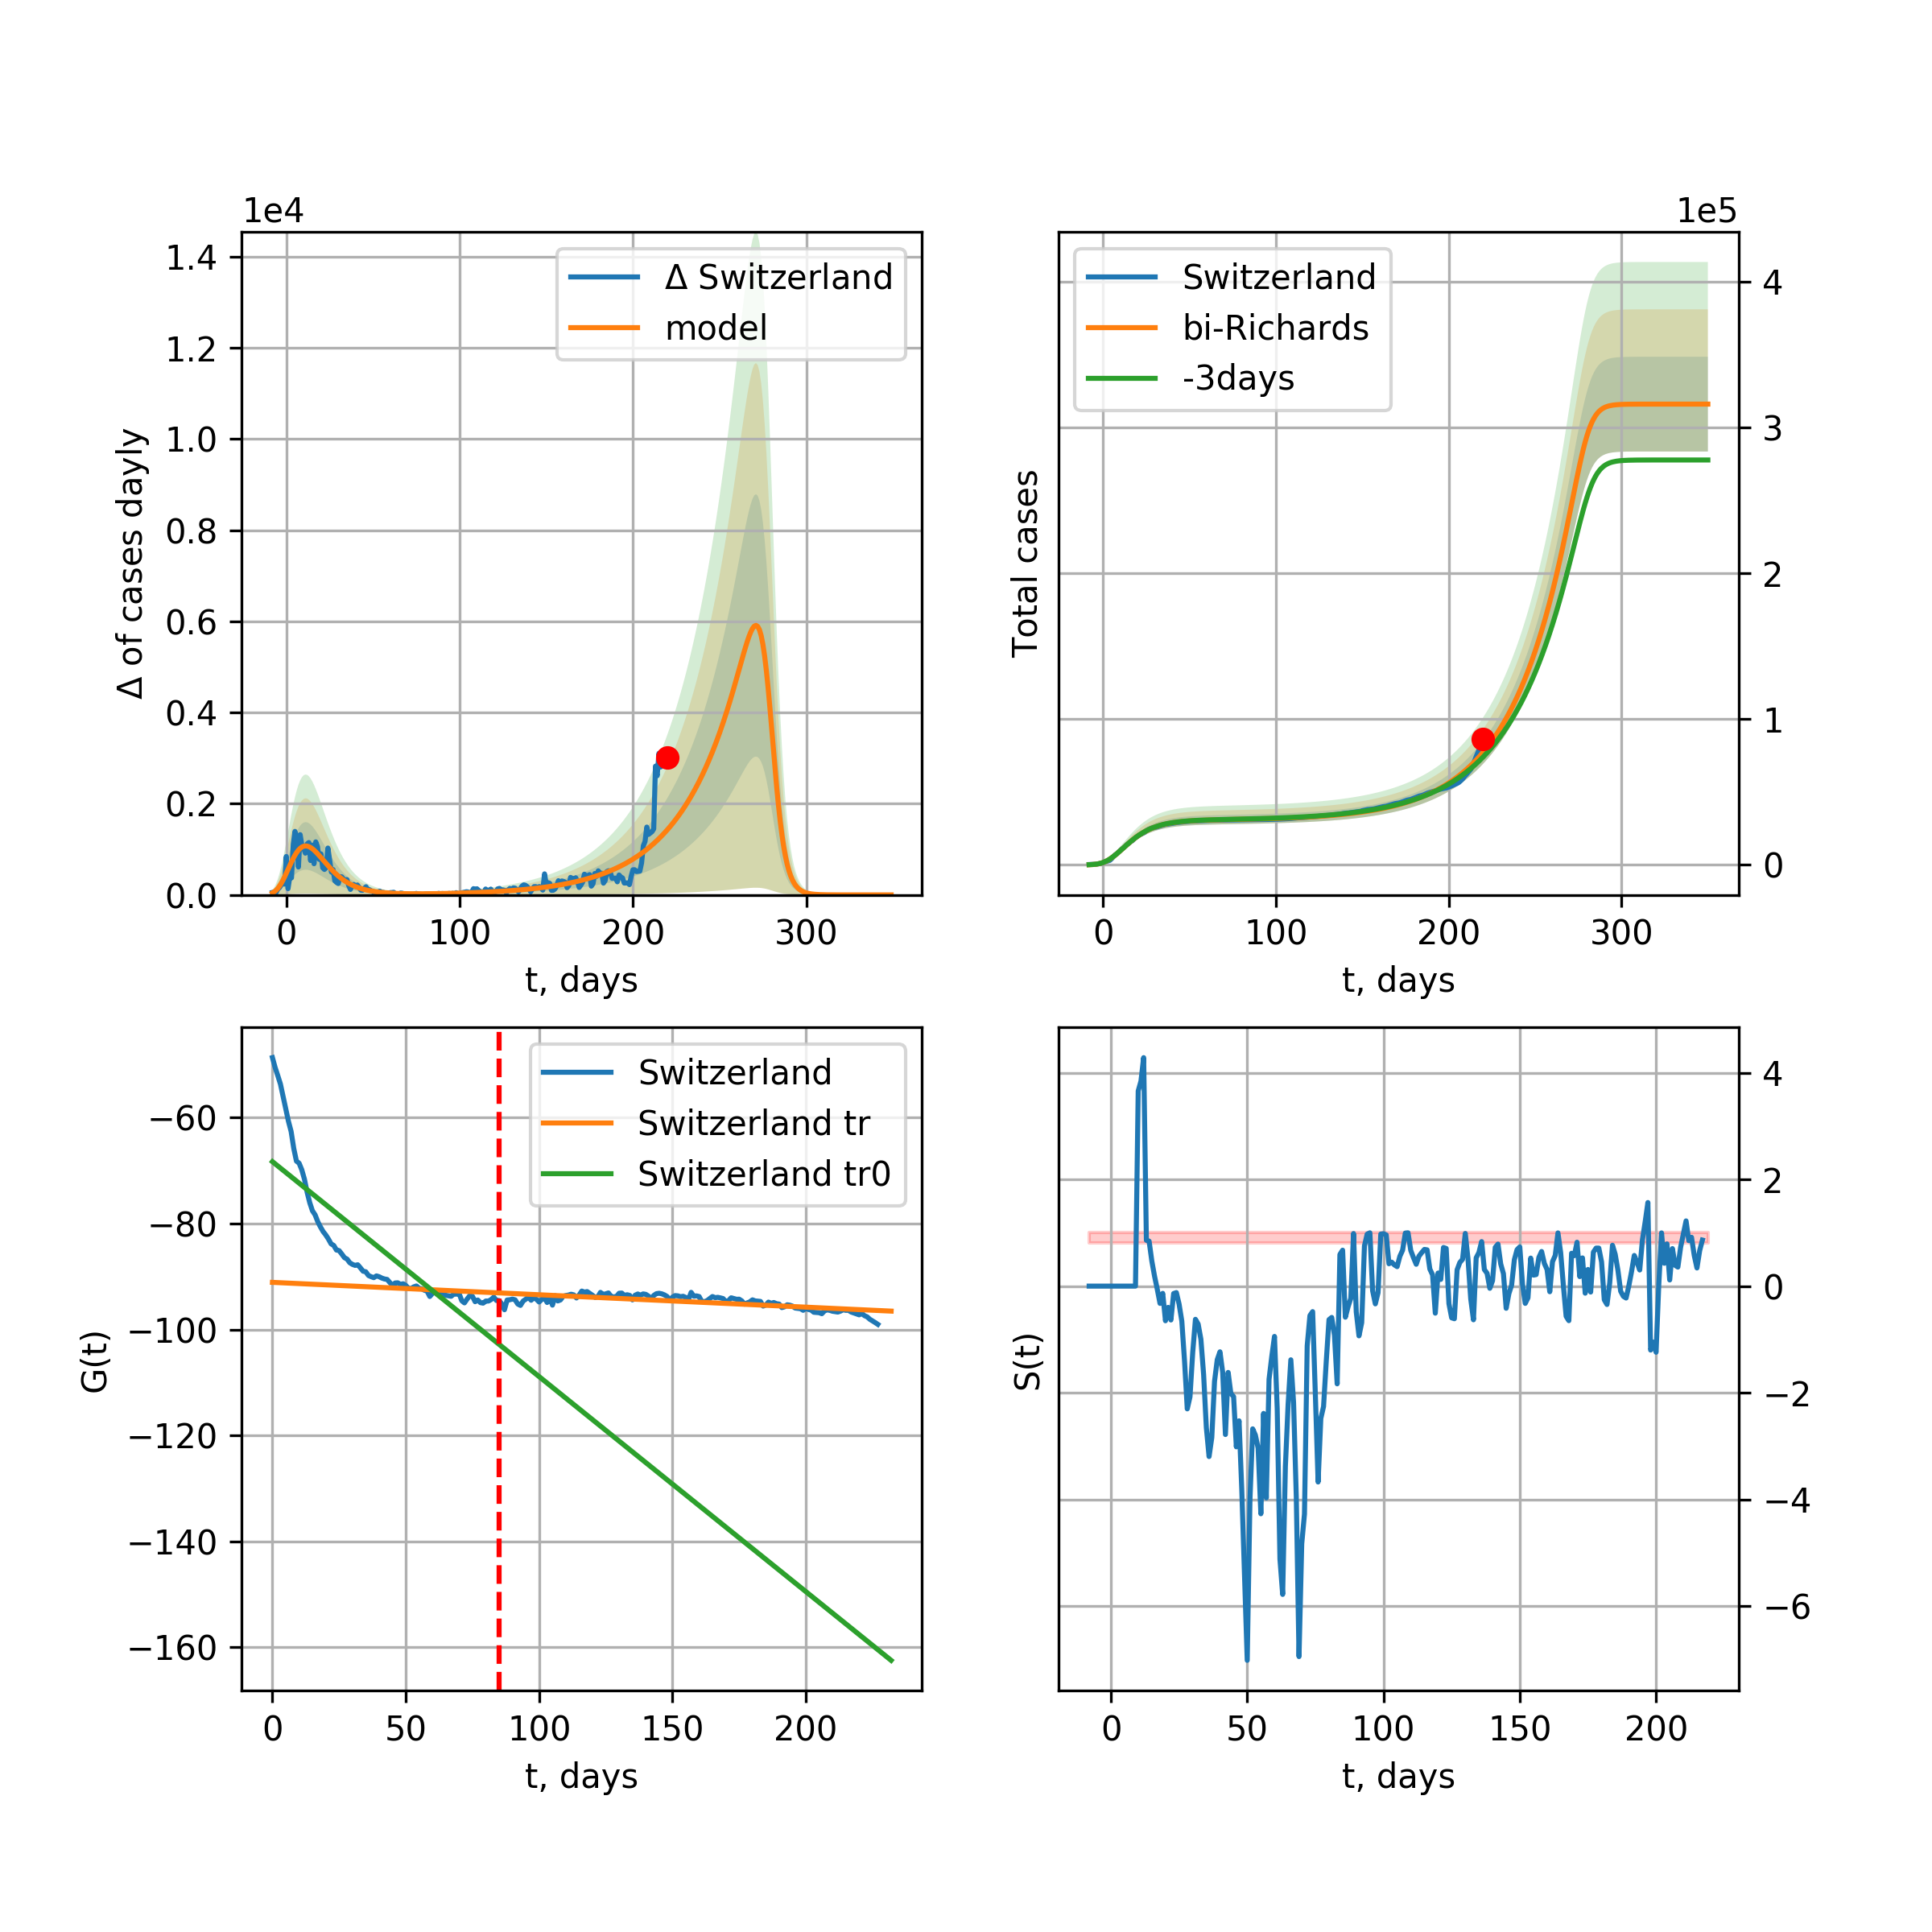 1e4
1.4
1.2
1.0
0.8
0.6
0.4
0.2
0.0
Δ of cases dayly
Δ Switzerland
model
0 100 200 300
t, days
1e5
Switzerland
bi-Richards
-3days
Total cases
4
3
2
1
0
0 100 200 300
t, days
G(t)
−60
−80
−100
−120
−140
−160
Switzerland
Switzerland tr
Switzerland tr0
0 50 100 150 200
t, days
S(t)
4
2
0
−2
−4
−6
0 50 100 150 200
t, days